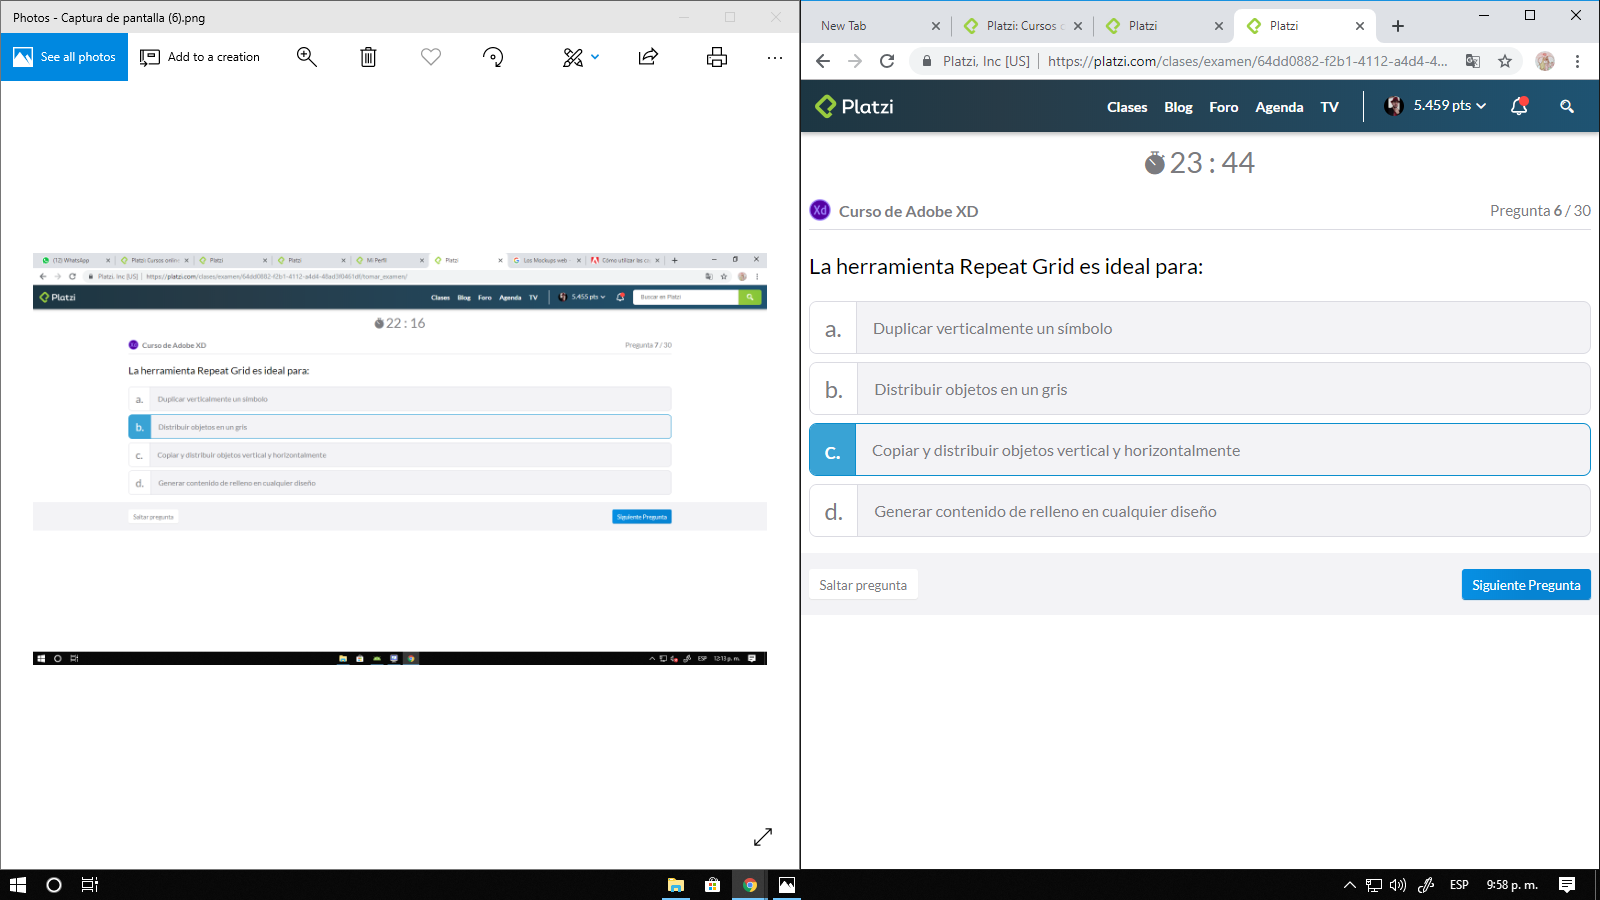 Photos - Captura de pantalla (6).png
See all photos
Add to a creation
(12) WhatsApp
Platzi: Cursos online
Platzi
Platzi
Mi Perfil
Platzi
Los Mockups web
Cómo utilizar las co
Platzi, Inc [US] | https://platzi.com/clases/examen/64dd0882-f2b1-4112-a4d4-48ad3f0461df/tomar_examen/
Platzi
Clases Blog Foro Agenda TV
5.455 pts
Buscar en Platzi
22 : 16
Curso de Adobe XD
Pregunta 7 / 30
La herramienta Repeat Grid es ideal para:
a. Duplicar verticalmente un símbolo
b. Distribuir objetos en un gris
c. Copiar y distribuir objetos vertical y horizontalmente
d. Generar contenido de relleno en cualquier diseño
Saltar pregunta
Siguiente Pregunta
ESP 12:13 p. m.
New Tab
Platzi: Cursos
Platzi
Platzi
Platzi, Inc [US] | https://platzi.com/clases/examen/64dd0882-f2b1-4112-a4d4-4...
Platzi
Clases Blog Foro Agenda TV
5.459 pts
23 : 44
Xd Curso de Adobe XD
Pregunta 6 / 30
La herramienta Repeat Grid es ideal para:
a. Duplicar verticalmente un símbolo
b. Distribuir objetos en un gris
c. Copiar y distribuir objetos vertical y horizontalmente
d. Generar contenido de relleno en cualquier diseño
Saltar pregunta
Siguiente Pregunta
ESP 9:58 p. m.